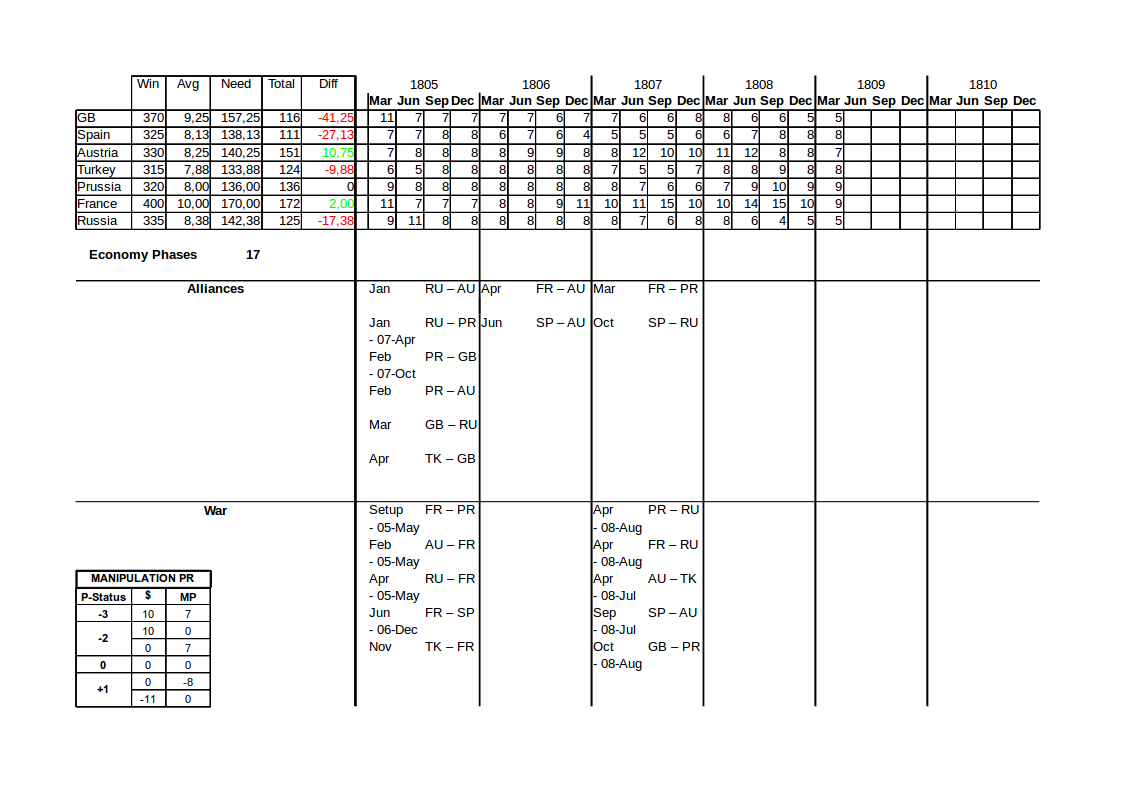 Win Avg Need Total Diff 1805 1806 1807 1808 1809 1810
Mar Jun Sep Dec Mar Jun Sep Dec Mar Jun Sep Dec Mar Jun Sep Dec Mar Jun Sep Dec Mar Jun Sep Dec
GB 370 9,25 157,25 116 -41,25 11 7 7 7 7 7 6 7 7 6 6 8 8 6 6 5 5
Spain 325 8,13 138,13 111 -27,13 7 7 8 8 6 7 6 4 5 5 5 6 6 7 8 8 8
Austria 330 8,25 140,25 151 10,75 7 8 8 8 8 9 9 8 8 12 10 10 11 12 8 8 7
Turkey 315 7,88 133,88 124 -9,88 6 5 8 8 8 8 8 8 7 5 5 7 8 8 9 8 8
Prussia 320 8,00 136,00 136 0 9 8 8 8 8 8 8 8 8 7 6 6 7 9 10 9 9
France 400 10,00 170,00 172 2,00 11 7 7 7 8 8 9 11 10 11 15 10 10 14 15 10 9
Russia 335 8,38 142,38 125 -17,38 9 11 8 8 8 8 8 8 8 7 6 8 8 6 4 5 5
Economy Phases 17
Alliances Jan RU – AU Apr FR – AU Mar FR – PR
Jan RU – PR Jun SP – AU Oct SP – RU
- 07-Apr
Feb PR – GB
- 07-Oct
Feb PR – AU
Mar GB – RU
Apr TK – GB
War Setup FR – PR Apr PR – RU
- 05-May - 08-Aug
Feb AU – FR Apr FR – RU
- 05-May - 08-Aug
Apr RU – FR Apr AU – TK
- 05-May - 08-Jul
Jun FR – SP Sep SP – AU
- 06-Dec - 08-Jul
Nov TK – FR Oct GB – PR
- 08-Aug
MANIPULATION PR
P-Status $ MP
-3 10 7
-2 10 0
0 7
0 0 0
+1 0 -8
-11 0